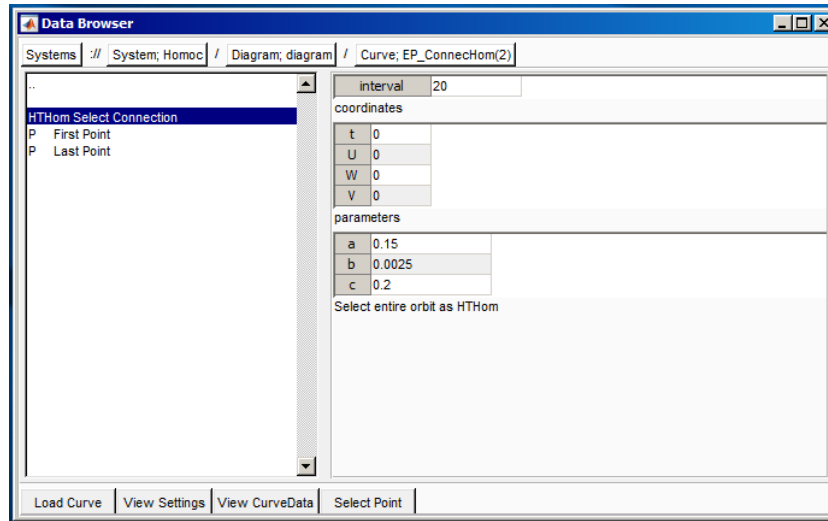 Data Browser
Systems :// System; Homoc / Diagram; diagram / Curve; EP_ConnecHom(2)
..
HTHom Select Connection
P First Point
P Last Point
interval 20
coordinates
t 0
U 0
W 0
V 0
parameters
a 0.15
b 0.0025
c 0.2
Select entire orbit as HTHom
Load Curve View Settings View CurveData Select Point